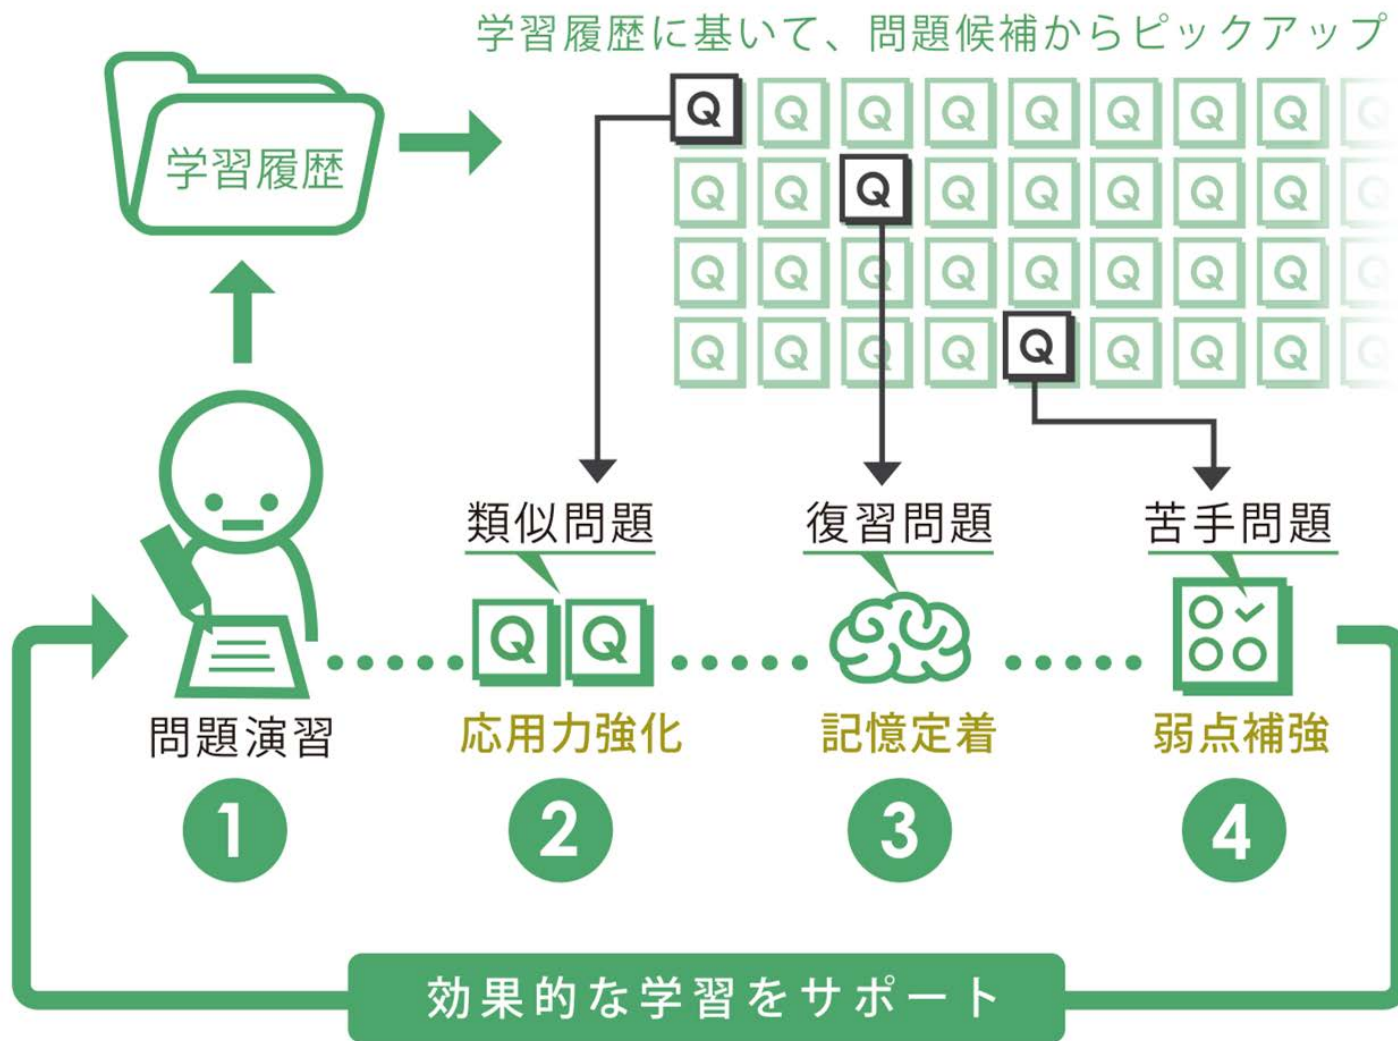 学習履歴に基いて、問題候補からピックアップ
学習履歴
Q Q Q Q Q Q Q Q Q
Q Q Q Q Q Q Q Q Q
Q Q Q Q Q Q Q Q Q
Q Q Q Q Q Q Q Q Q
類似問題
復習問題
苦手問題
Q Q
問題演習
応用力強化
記憶定着
弱点補強
1
2
3
4
効果的な学習をサポート